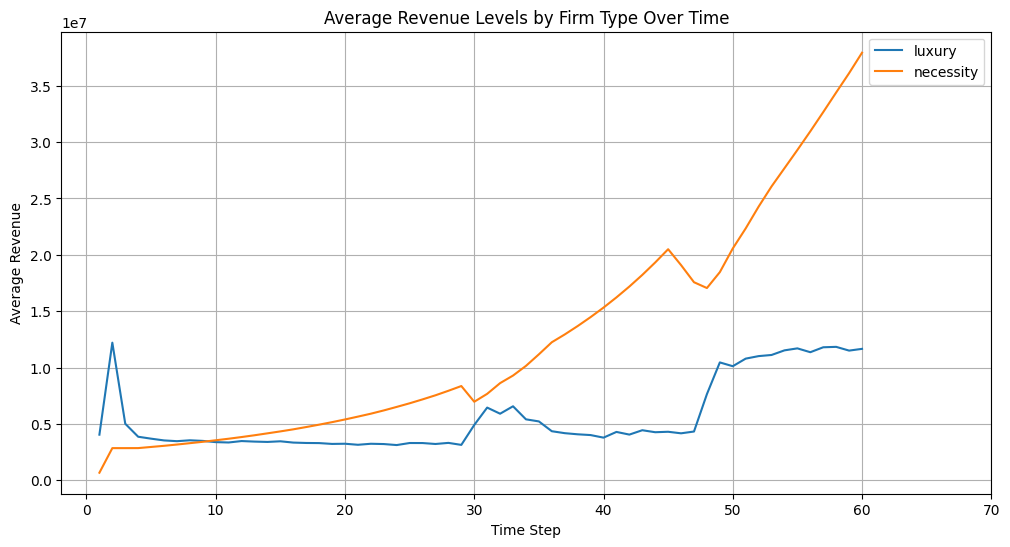 Average Revenue Levels by Firm Type Over Time
1e7
luxury
necessity
3.5
3.0
2.5
2.0
1.5
1.0
0.5
0.0
Average Revenue
0 10 20 30 40 50 60 70
Time Step